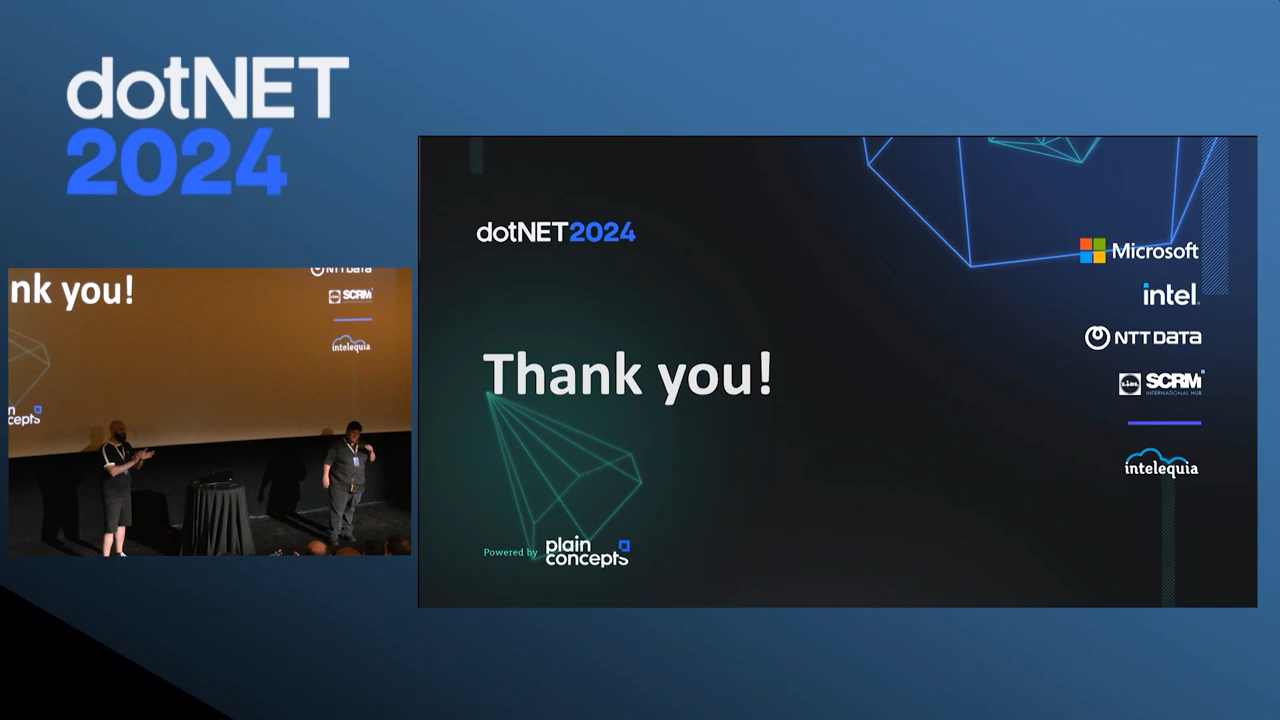 dotNET
2024
nk you!
NTT DATA
SCRM
intelequia
n
cepts
dotNET2024
Thank you!
Powered by plain concepts
Microsoft
intel.
NTT DATA
LIDL SCRM
INTERNATIONAL HUB
intelequia